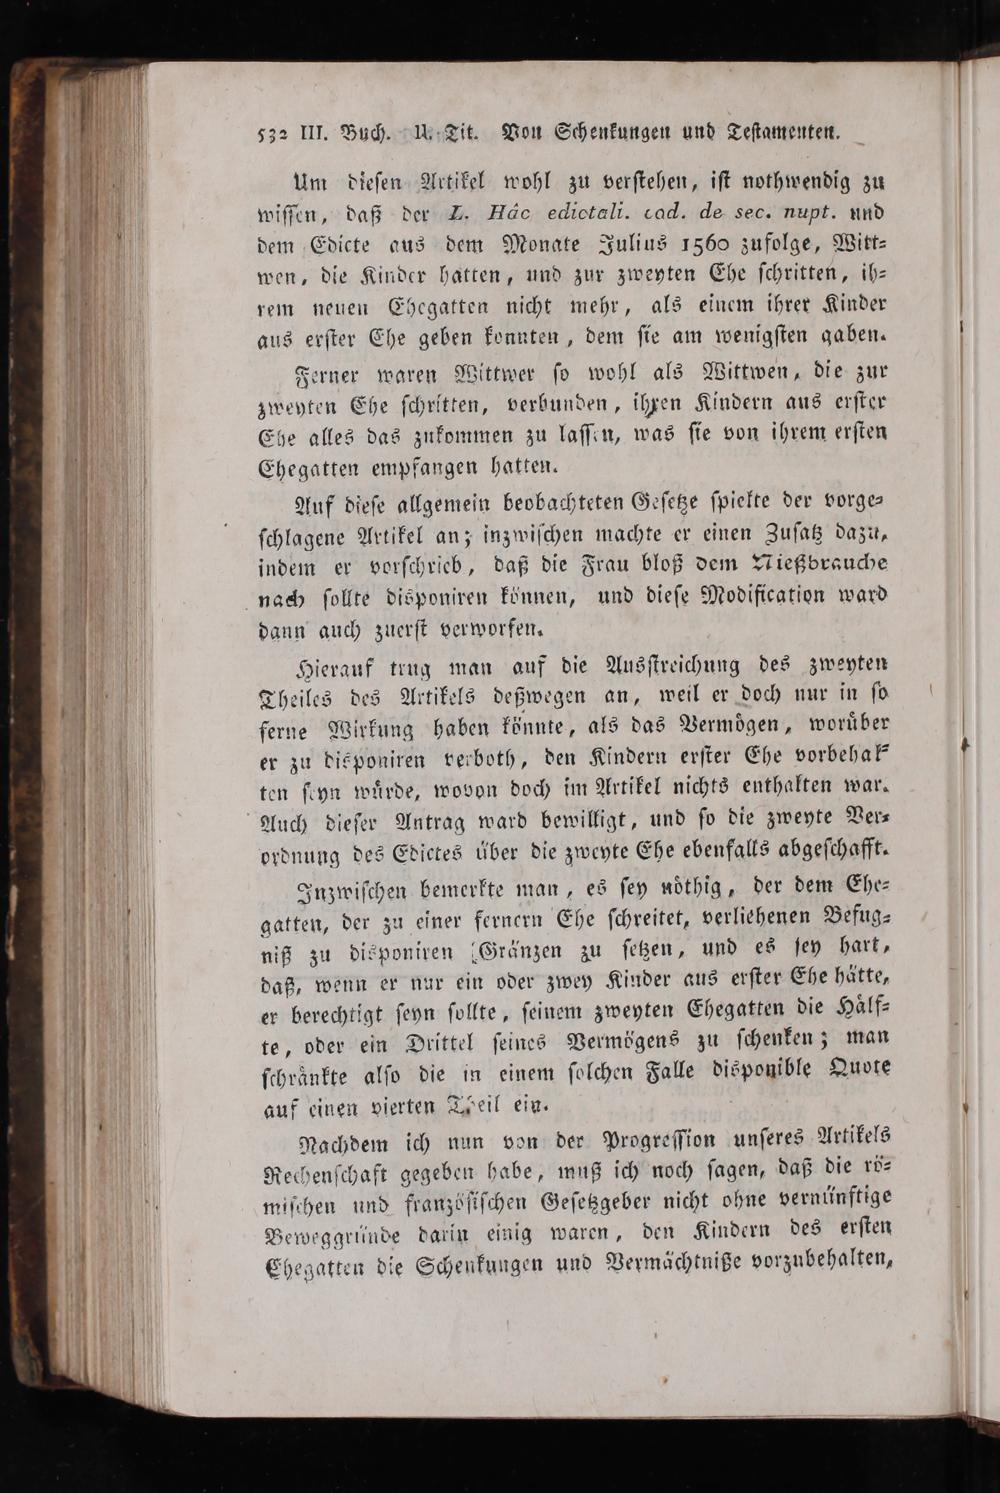 532 III. Buch. II. Tit. Von Schenkungen und Testamenten.
Um diesen Artikel wohl zu verstehen, ist nothwendig zu
wissen, daß der L. Hâc edictali. cod. de sec. nupt. und
dem Edicte aus dem Monate Julius 1560 zufolge, Witt-
wen, die Kinder hatten, und zur zweyten Ehe schritten, ih-
rem neuen Ehegatten nicht mehr, als einem ihrer Kinder
aus erster Ehe geben konnten, dem sie am wenigsten gaben.
Ferner waren Wittwer so wohl als Wittwen, die zur
zweyten Ehe schritten, verbunden, ihren Kindern aus erster
Ehe alles das zukommen zu lassen, was sie von ihrem ersten
Ehegatten empfangen hatten.
Auf diese allgemein beobachteten Gesetze spielte der vorge-
schlagene Artikel an; inzwischen machte er einen Zusatz dazu,
indem er vorschrieb, daß die Frau bloß dem Nießbrauche
nach sollte disponiren können, und diese Modification ward
dann auch zuerst verworfen.
Hierauf trug man auf die Ausstreichung des zweyten
Theiles des Artikels deßwegen an, weil er doch nur in so
ferne Wirkung haben könnte, als das Vermögen, worüber
er zu disponiren verboth, den Kindern erster Ehe vorbehal-
ten seyn würde, wovon doch im Artikel nichts enthalten war.
Auch dieser Antrag ward bewilligt, und so die zweyte Ver-
ordnung des Edictes über die zweyte Ehe ebenfalls abgeschafft.
Inzwischen bemerkte man, es sey nöthig, der dem Ehe-
gatten, der zu einer fernern Ehe schreitet, verliehenen Befug-
niß zu disponiren Gränzen zu setzen, und es sey hart,
daß, wenn er nur ein oder zwey Kinder aus erster Ehe hätte,
er berechtigt seyn sollte, seinem zweyten Ehegatten die Hälf-
te, oder ein Drittel seines Vermögens zu schenken; man
schränkte also die in einem solchen Falle disponible Quote
auf einen vierten Theil ein.
Nachdem ich nun von der Progression unseres Artikels
Rechenschaft gegeben habe, muß ich noch sagen, daß die rö-
mischen und französischen Gesetzgeber nicht ohne vernünftige
Beweggründe darin einig waren, den Kindern des ersten
Ehegatten die Schenkungen und Vermächtniße vorzubehalten,